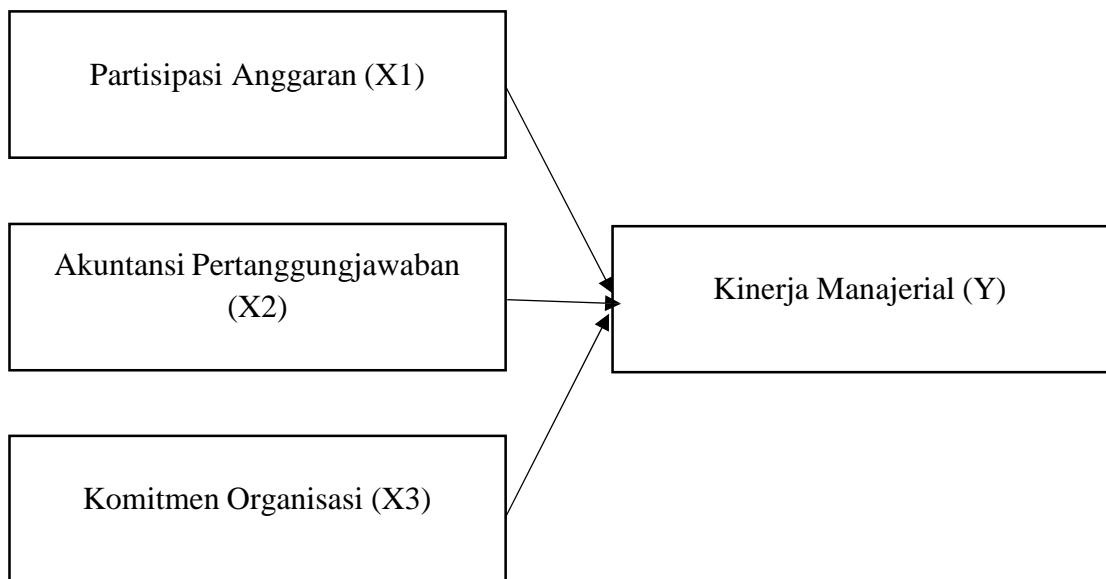 Partisipasi Anggaran (X1)
Akuntansi Pertanggungjawaban
(X2)
Kinerja Manajerial (Y)
Komitmen Organisasi (X3)